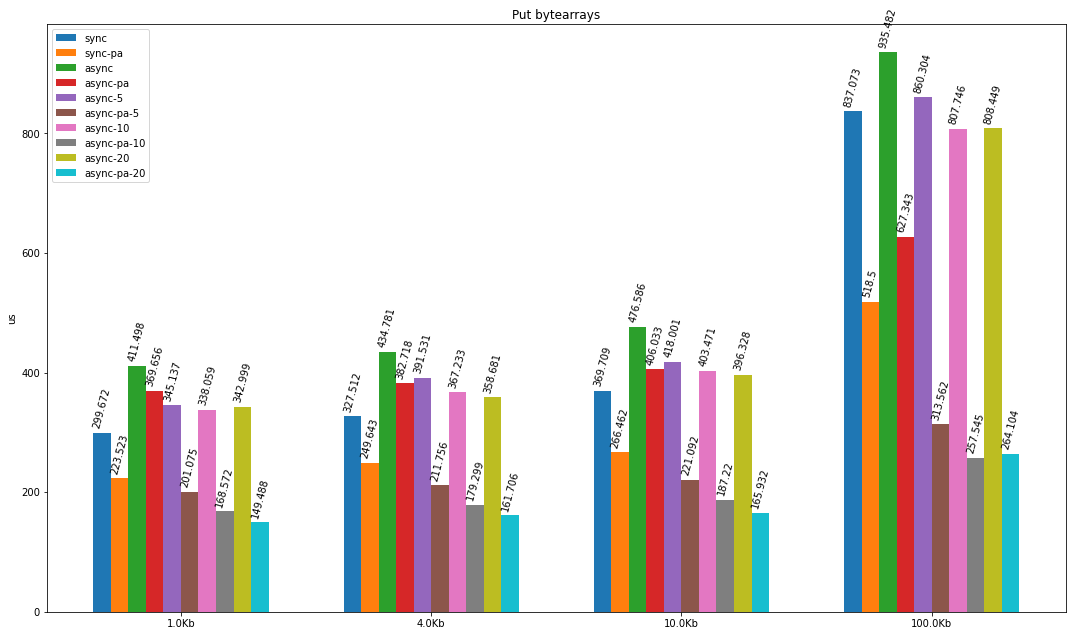 Put bytearrays
us
800
600
400
200
0
sync
sync-pa
async
async-pa
async-5
async-pa-5
async-10
async-pa-10
async-20
async-pa-20
299.672
223.523
411.498
369.656
345.137
201.075
338.059
168.572
342.999
149.488
327.512
249.643
434.781
382.718
391.531
211.756
367.233
179.299
358.681
161.706
369.709
266.462
476.586
406.033
418.001
221.092
403.471
187.22
396.328
165.932
837.073
518.5
935.482
627.343
860.304
313.562
807.746
257.545
808.449
264.104
1.0Kb
4.0Kb
10.0Kb
100.0Kb